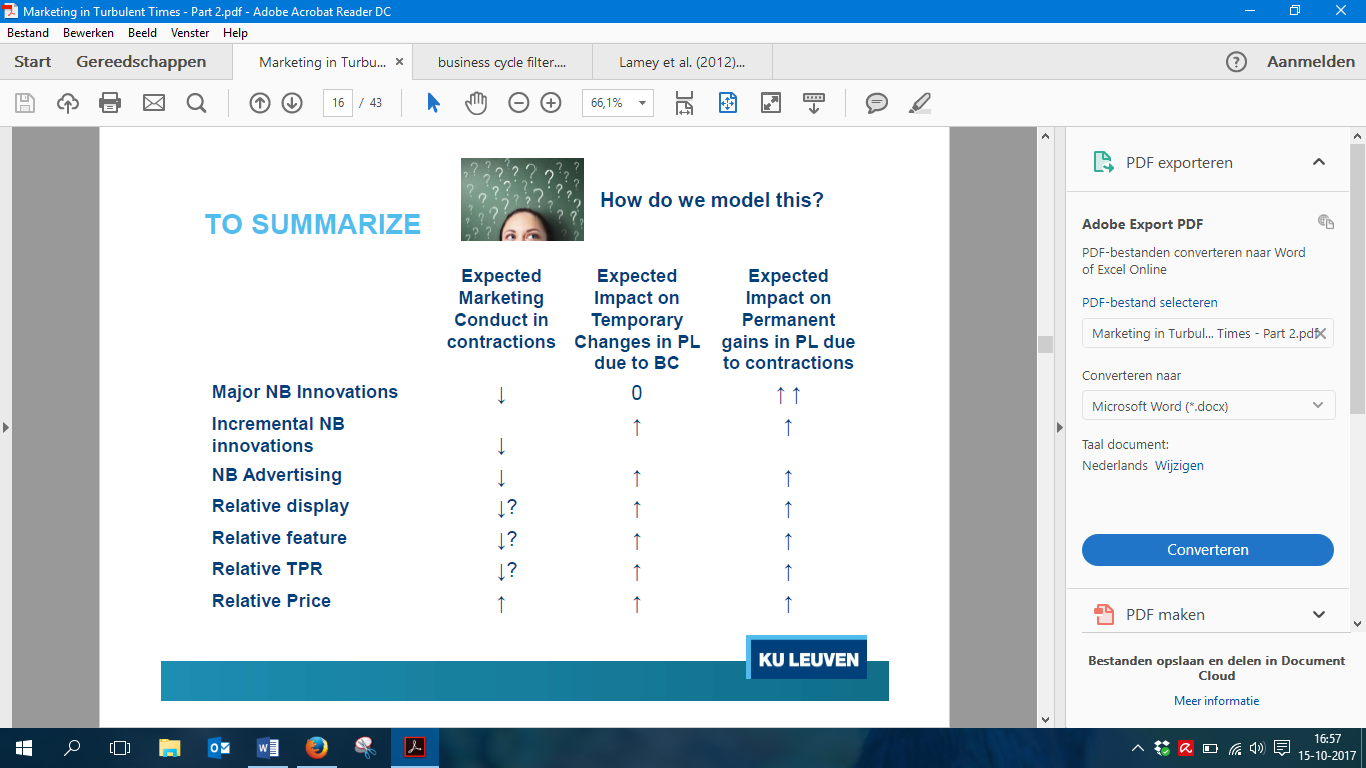 Marketing in Turbulent Times - Part 2.pdf - Adobe Acrobat Reader DC
Bestand Bewerken Beeld Venster Help
Start Gereedschappen Marketing in Turbu... × business cycle filter.... Lamey et al. (2012)... ? Aanmelden
16 / 43 66,1%
TO SUMMARIZE
How do we model this?
Expected Marketing Conduct in contractions
Expected Impact on Temporary Changes in PL due to BC
Expected Impact on Permanent gains in PL due to contractions
Major NB Innovations ↓ 0 ↑↑
Incremental NB innovations ↓ ↑ ↑
NB Advertising ↓ ↑ ↑
Relative display ↓? ↑ ↑
Relative feature ↓? ↑ ↑
Relative TPR ↓? ↑ ↑
Relative Price ↑ ↑ ↑
KU LEUVEN
PDF exporteren
Adobe Export PDF
PDF-bestanden converteren naar Word
of Excel Online
PDF-bestand selecteren
Marketing in Turbul... Times - Part 2.pdf
Converteren naar
Microsoft Word (*.docx)
Taal document:
Nederlands Wijzigen
Converteren
PDF maken
Bestanden opslaan en delen in Document
Cloud
Meer informatie
16:57
15-10-2017